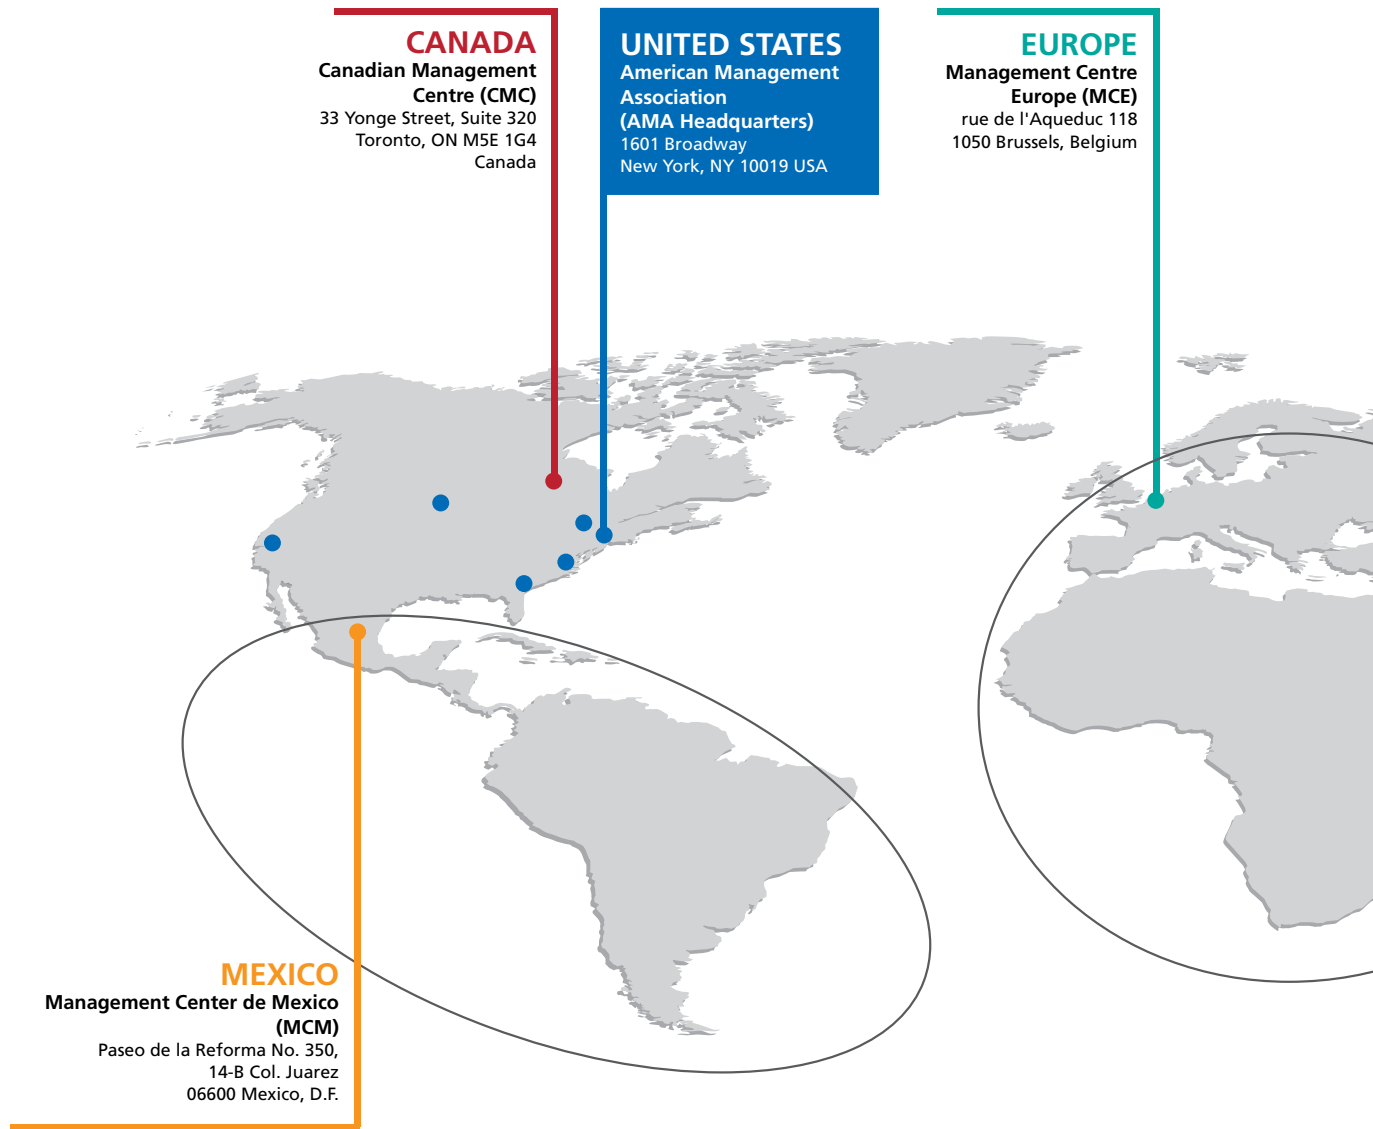 CANADA
Canadian Management
Centre (CMC)
33 Yonge Street, Suite 320
Toronto, ON M5E 1G4
Canada
UNITED STATES
American Management
Association
(AMA Headquarters)
1601 Broadway
New York, NY 10019 USA
EUROPE
Management Centre
Europe (MCE)
rue de l'Aqueduc 118
1050 Brussels, Belgium
MEXICO
Management Center de Mexico
(MCM)
Paseo de la Reforma No. 350,
14-B Col. Juarez
06600 Mexico, D.F.